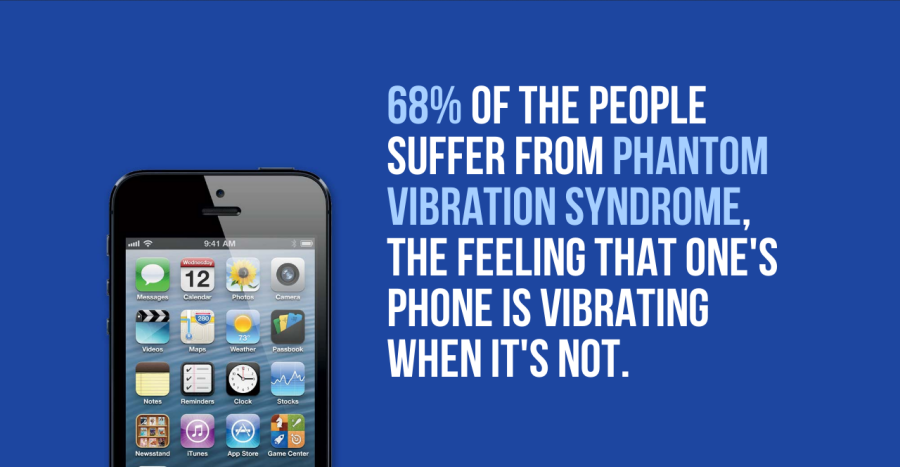 68% OF THE PEOPLE
SUFFER FROM PHANTOM
VIBRATION SYNDROME,
THE FEELING THAT ONE'S
PHONE IS VIBRATING
WHEN IT'S NOT.
9:41 AM
Wednesday
12
280
73°
Messages Calendar Photos Camera
Videos Maps Weather Passbook
Notes Reminders Clock Stocks
Newsstand iTunes App Store Game Center